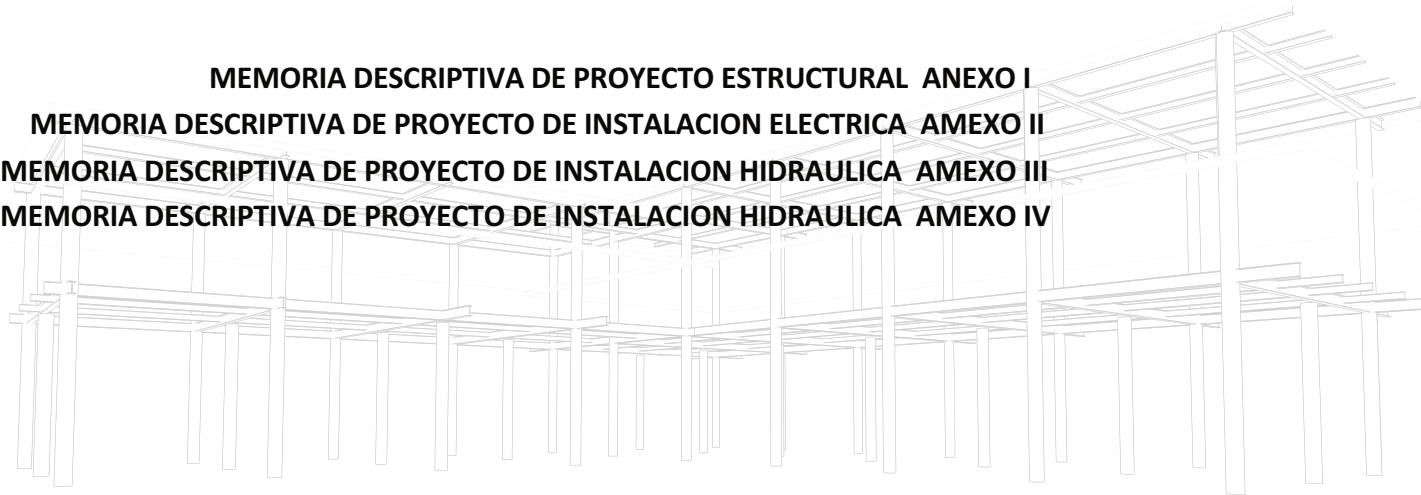 MEMORIA DESCRIPTIVA DE PROYECTO ESTRUCTURAL ANEXO I
MEMORIA DESCRIPTIVA DE PROYECTO DE INSTALACION ELECTRICA AMEXO II
MEMORIA DESCRIPTIVA DE PROYECTO DE INSTALACION HIDRAULICA AMEXO III
MEMORIA DESCRIPTIVA DE PROYECTO DE INSTALACION HIDRAULICA AMEXO IV